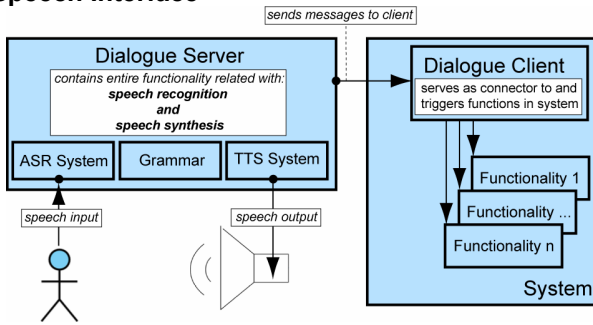 Speech Interface
sends messages to client
Dialogue Server
contains entire functionality related with:
speech recognition
and
speech synthesis
ASR System
Grammar
TTS System
speech input
speech output
Dialogue Client
serves as connector to and
triggers functions in system
Functionality 1
Functionality ...
Functionality n
System